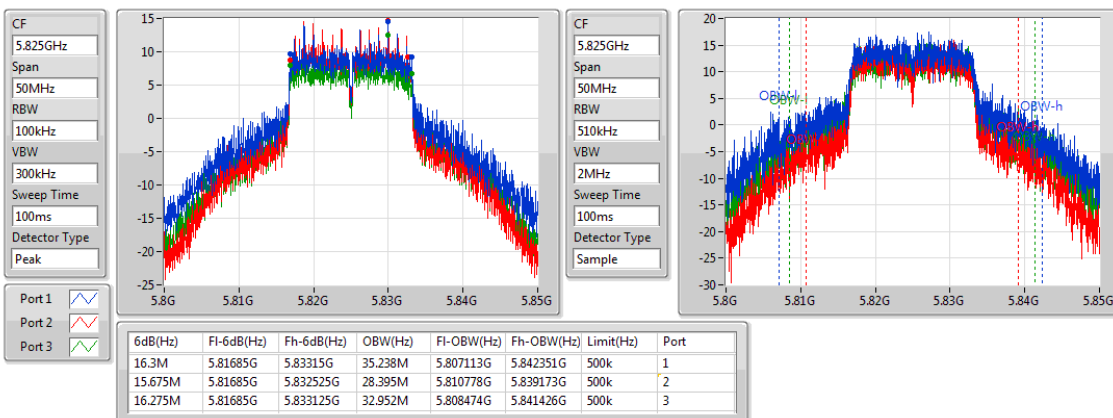 CF
5.825GHz
Span
50MHz
RBW
100kHz
VBW
300kHz
Sweep Time
100ms
Detector Type
Peak
Port 1
Port 2
Port 3
15
10
5
0
-5
-10
-15
-20
-25
5.8G 5.81G 5.82G 5.83G 5.84G 5.85G
CF
5.825GHz
Span
50MHz
RBW
510kHz
VBW
2MHz
Sweep Time
100ms
Detector Type
Sample
20
15
10
5
0
-5
-10
-15
-20
-25
-30
OBW-h
5.8G 5.81G 5.82G 5.83G 5.84G 5.85G
6dB(Hz) Fl-6dB(Hz) Fh-6dB(Hz) OBW(Hz) Fl-OBW(Hz) Fh-OBW(Hz) Limit(Hz) Port
16.3M 5.81685G 5.83315G 35.238M 5.807113G 5.842351G 500k 1
15.675M 5.81685G 5.832525G 28.395M 5.810778G 5.839173G 500k 2
16.275M 5.81685G 5.833125G 32.952M 5.808474G 5.841426G 500k 3